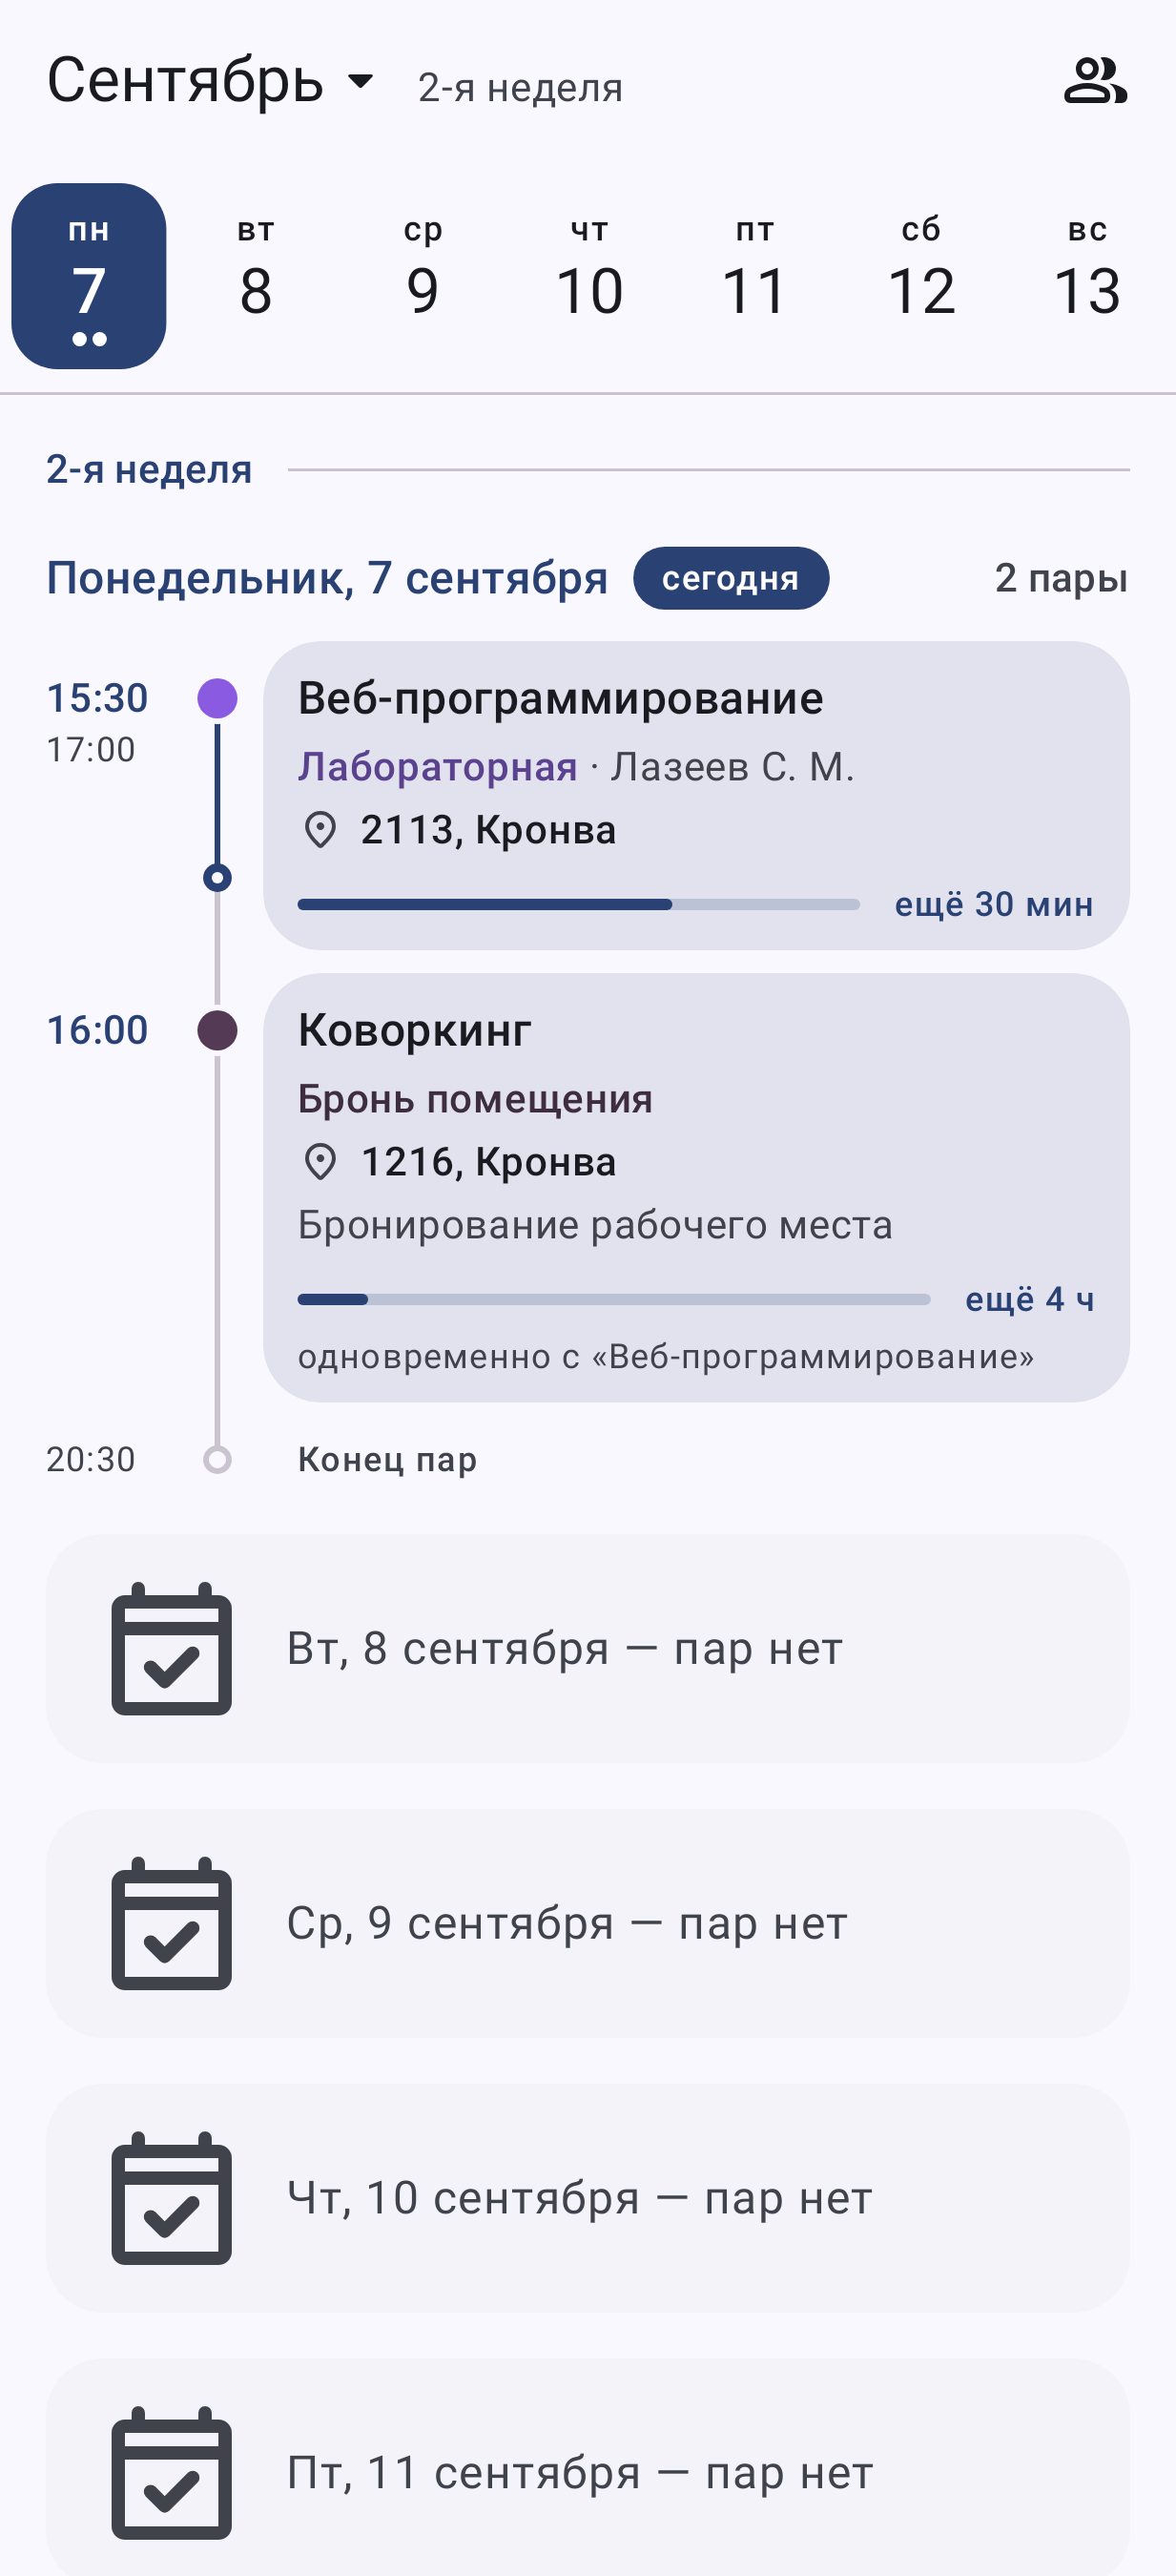 Сентябрь 2-я неделя
пн вт ср чт пт сб вс
7 8 9 10 11 12 13
2-я неделя
Понедельник, 7 сентября сегодня 2 пары
15:30 Веб-программирование
17:00
Лабораторная · Лазеев С. М.
2113, Кронва
ещё 30 мин
16:00 Коворкинг
Бронь помещения
1216, Кронва
Бронирование рабочего места
ещё 4 ч
одновременно с «Веб-программирование»
20:30 Конец пар
Вт, 8 сентября — пар нет
Ср, 9 сентября — пар нет
Чт, 10 сентября — пар нет
Пт, 11 сентября — пар нет